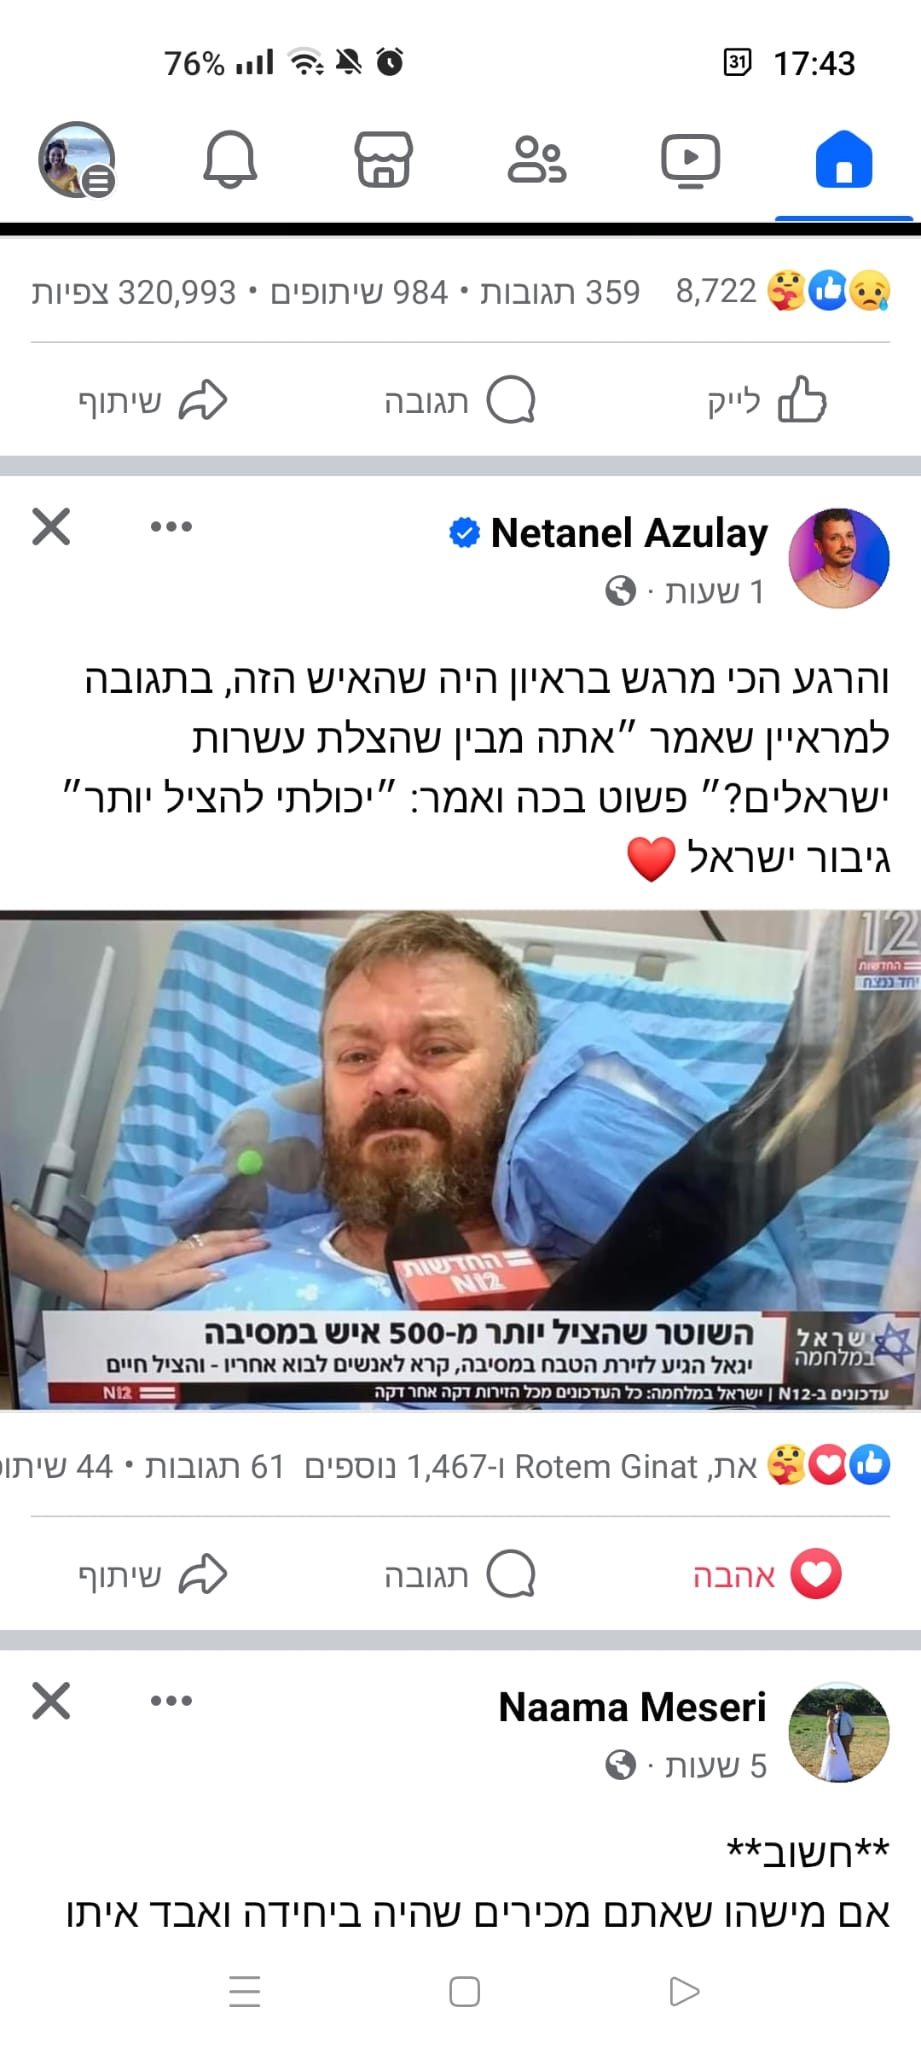 17:43
31
76%
8,722
359 תגובות • 984 שיתופים • 320,993 צפיות
לייק
תגובה
שיתוף
Netanel Azulay
1 שעות ·
והרגע הכי מרגש בראיון היה שהאיש הזה, בתגובה
למראיין שאמר ״אתה מבין שהצלת עשרות
ישראלים?״ פשוט בכה ואמר: ״יכולתי להציל יותר״
גיבור ישראל ❤️
12
החדשות
יחד ננצח
החדשות
N12
השוטר שהציל יותר מ-500 איש במסיבה
יגאל הגיע לזירת הטבח במסיבה, קרא לאנשים לבוא אחריו - והציל חיים
ישראל
במלחמה
עדכונים ב-N12 | ישראל במלחמה: כל העדכונים מכל הזירות דקה אחר דקה
N12
את, Rotem Ginat ו-1,467 נוספים
61 תגובות • 44 שיתו
אהבה
תגובה
שיתוף
Naama Meseri
5 שעות ·
**חשוב**
אם מישהו שאתם מכירים שהיה ביחידה ואבד איתו